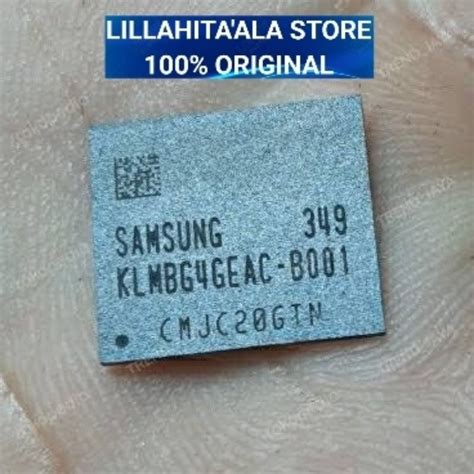 LILLAHITA'ALA STORE
100% ORIGINAL
SAMSUNG 349
KLMBG4GEAC-B001
CMJC20GTN